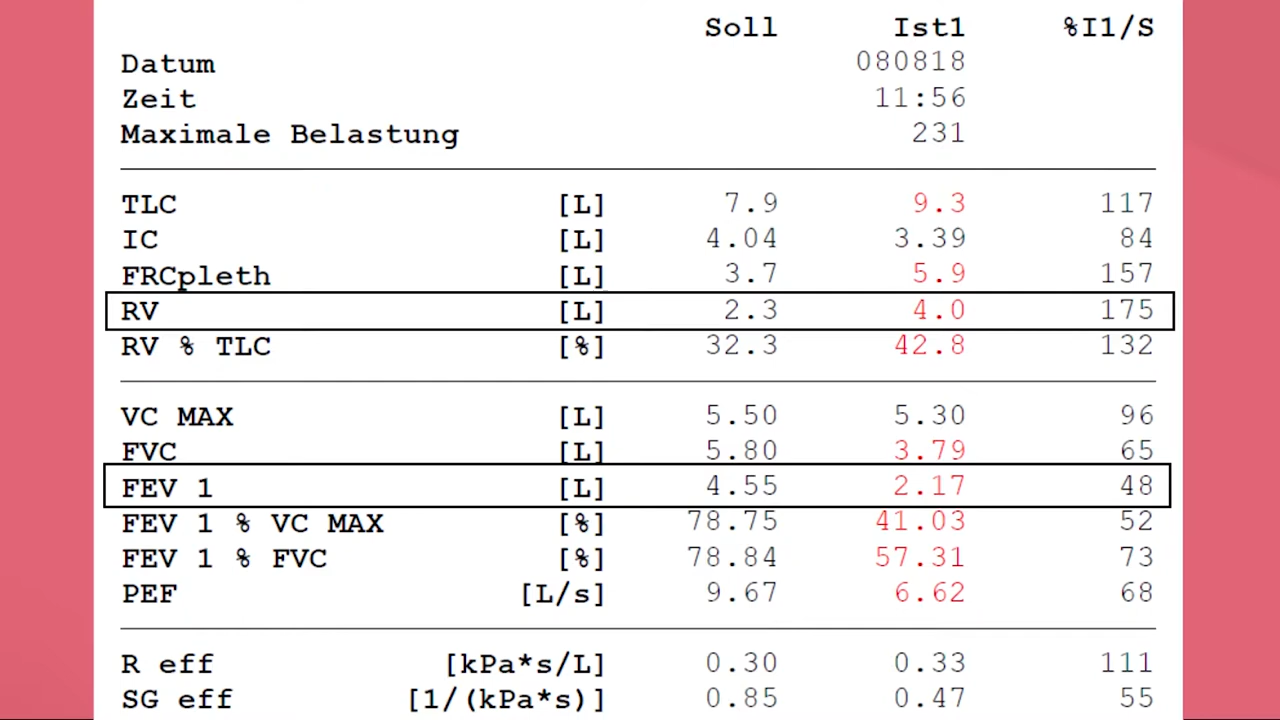 Soll Ist1 %I1/S
Datum 080818
Zeit 11:56
Maximale Belastung 231
TLC [L] 7.9 9.3 117
IC [L] 4.04 3.39 84
FRCpleth [L] 3.7 5.9 157
RV [L] 2.3 4.0 175
RV % TLC [%] 32.3 42.8 132
VC MAX [L] 5.50 5.30 96
FVC [L] 5.80 3.79 65
FEV 1 [L] 4.55 2.17 48
FEV 1 % VC MAX [%] 78.75 41.03 52
FEV 1 % FVC [%] 78.84 57.31 73
PEF [L/s] 9.67 6.62 68
R eff [kPa*s/L] 0.30 0.33 111
SG eff [1/(kPa*s)] 0.85 0.47 55